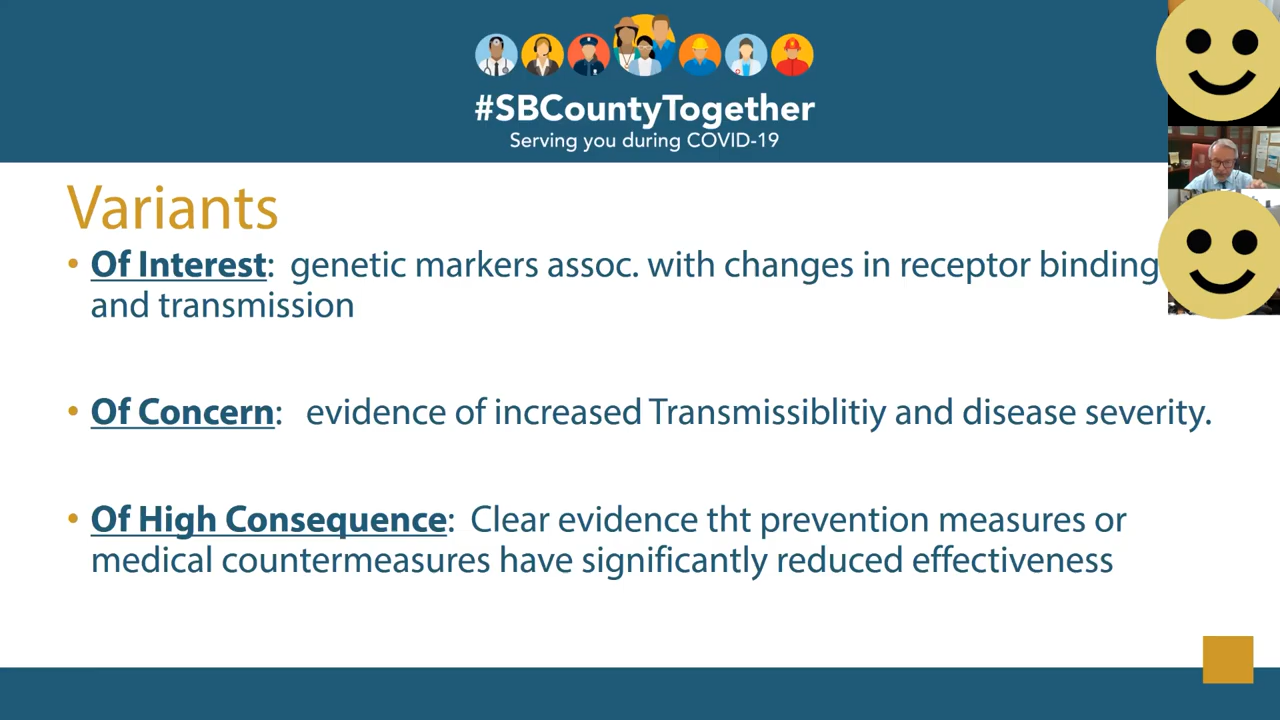 #SBCountyTogether
Serving you during COVID-19
Variants
• Of Interest:  genetic markers assoc. with changes in receptor binding
and transmission
• Of Concern:   evidence of increased Transmissiblitiy and disease severity.
• Of High Consequence:  Clear evidence tht prevention measures or
medical countermeasures have significantly reduced effectiveness